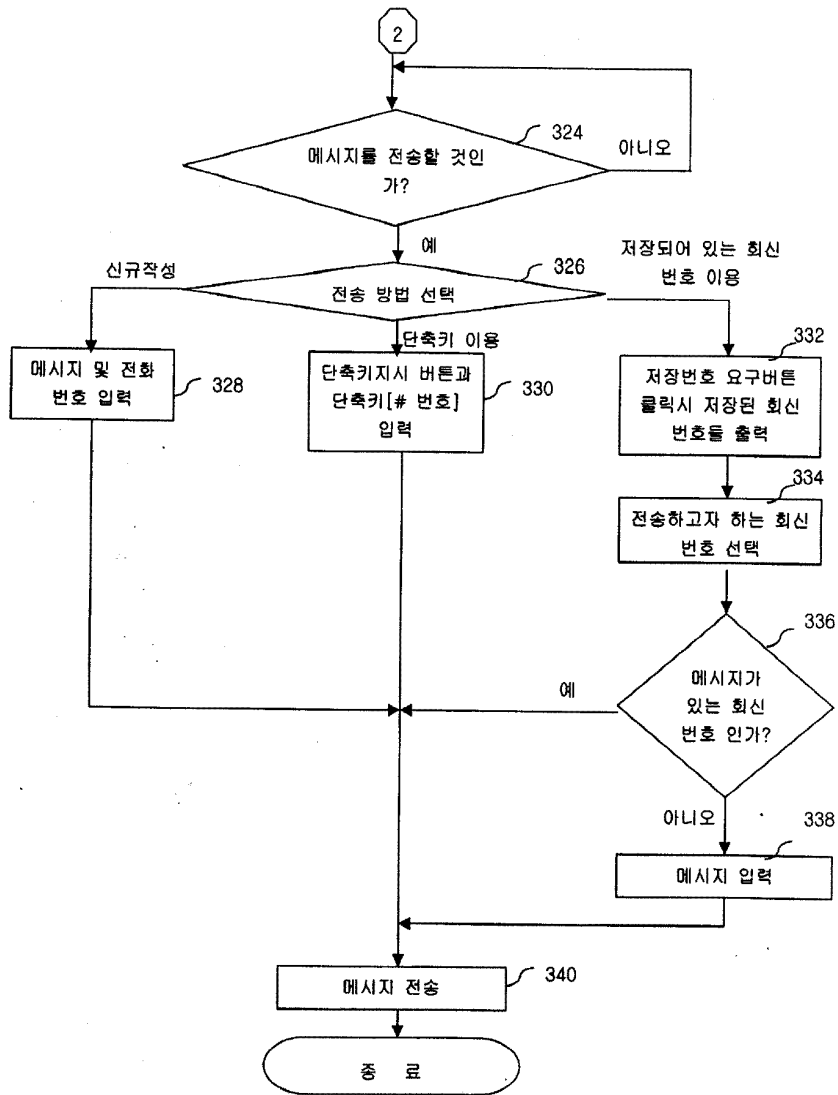 2
324
메시지를 전송할 것인
가?
아니오
예
326
신규작성
전송 방법 선택
저장되어 있는 회신
번호 이용
단축키 이용
메시지 및 전화
번호 입력
328
단축키지시 버튼과
단축키[# 번호]
입력
330
332
저장번호 요구버튼
클릭시 저장된 회신
번호들 출력
334
전송하고자 하는 회신
번호 선택
336
메시지가
있는 회신
번호 인가?
예
아니오
338
메시지 입력
메시지 전송
340
종 료